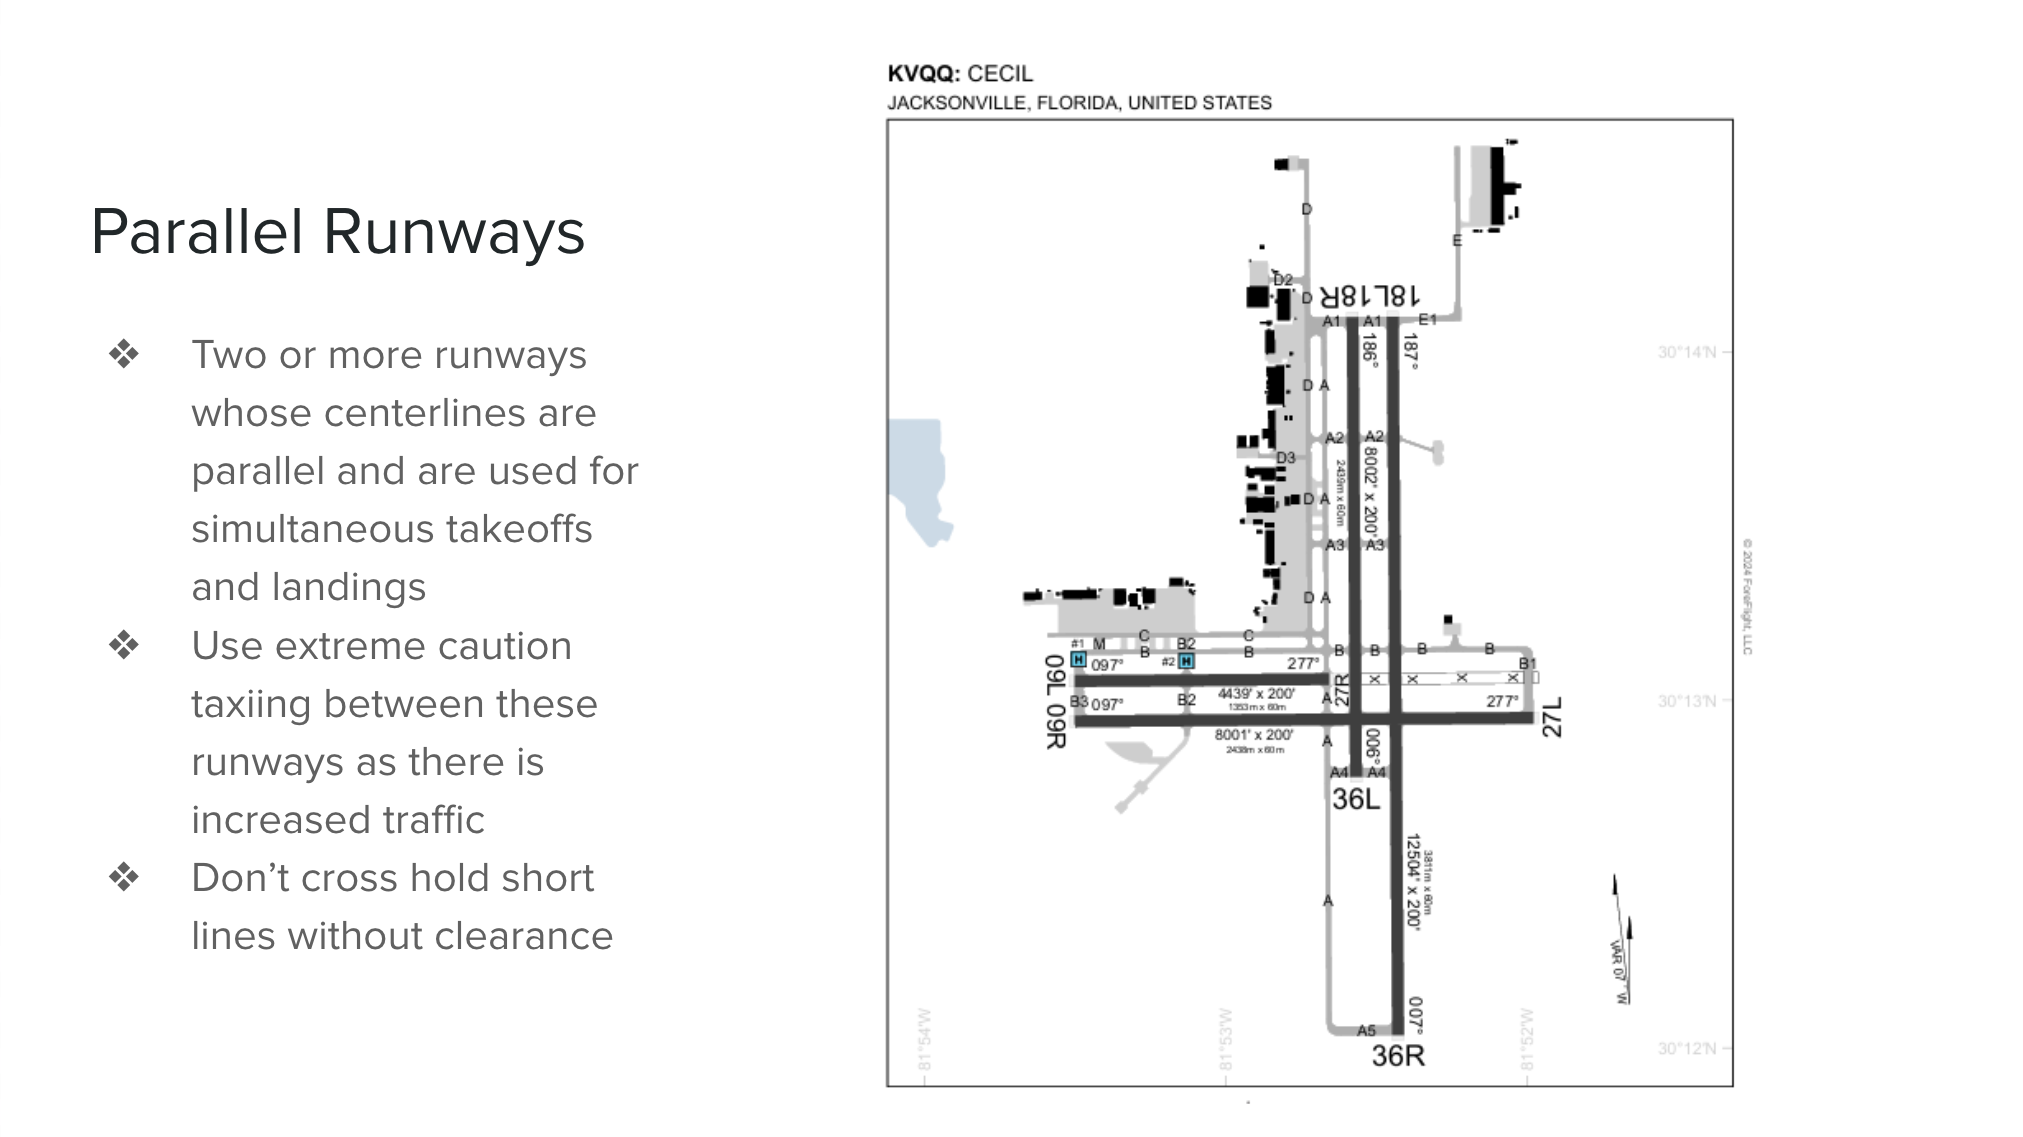 Parallel Runways
❖ Two or more runways
whose centerlines are
parallel and are used for
simultaneous takeoffs
and landings
❖ Use extreme caution
taxiing between these
runways as there is
increased traffic
❖ Don’t cross hold short
lines without clearance
KVQQ: CECIL
JACKSONVILLE, FLORIDA, UNITED STATES
D
E
D2
D
18R
18L
A1
A1
E1
186°
187°
30°14'N
D A
A2
A2
8002' x 200'
2439m x 60m
D3
D A
A3
A3
© 2024 ForeFlight, LLC
D A
C
C
#1
M
B
B2
B
B
B
B
B
H
097°
#2
H
277°
B1
09L
27R
X
X
X
X
4439' x 200'
1353m x 60m
B3
097°
B2
A
277°
30°13'N
09R
27L
8001' x 200'
2438m x 60m
A
006°
A4
A4
36L
12504' x 200'
3811m x 60m
A
VAR 07° W
007°
A5
36R
81°54'W
81°53'W
81°52'W
30°12'N